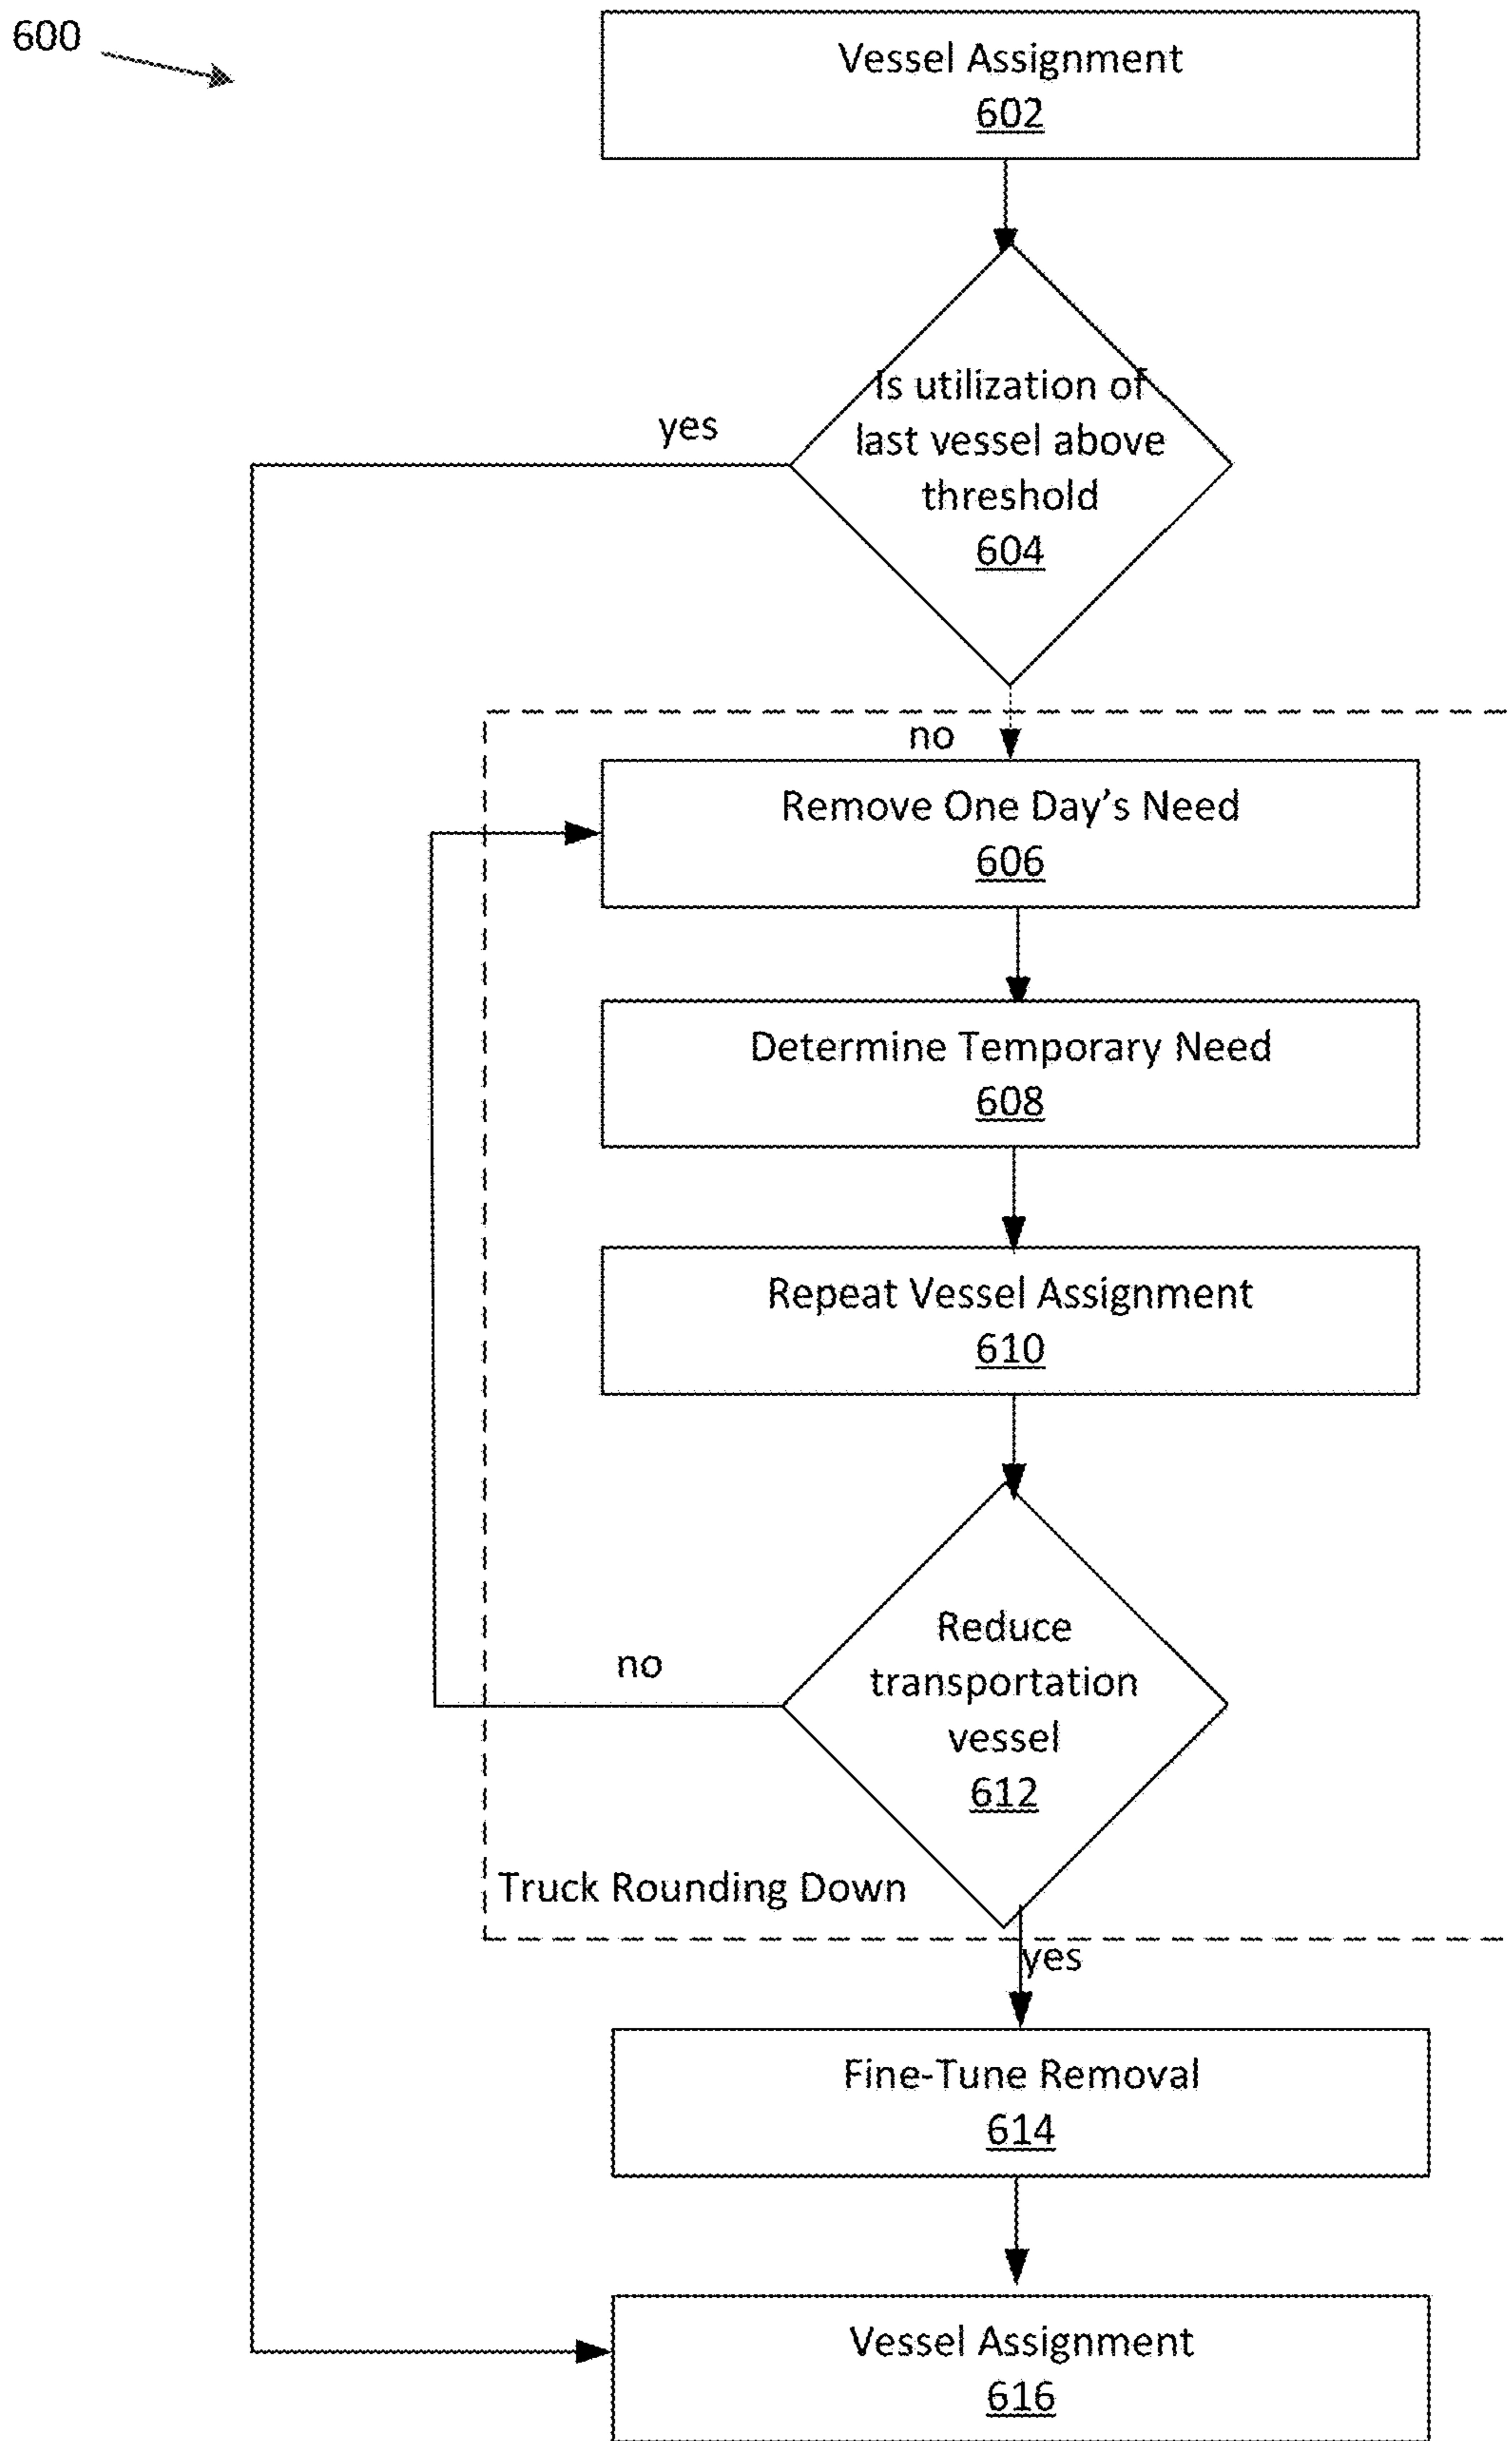 600
Vessel Assignment
602
Is utilization of
last vessel above
threshold
604
yes
no
Remove One Day's Need
606
Determine Temporary Need
608
Repeat Vessel Assignment
610
Reduce
transportation
vessel
612
no
Truck Rounding Down
yes
Fine-Tune Removal
614
Vessel Assignment
616